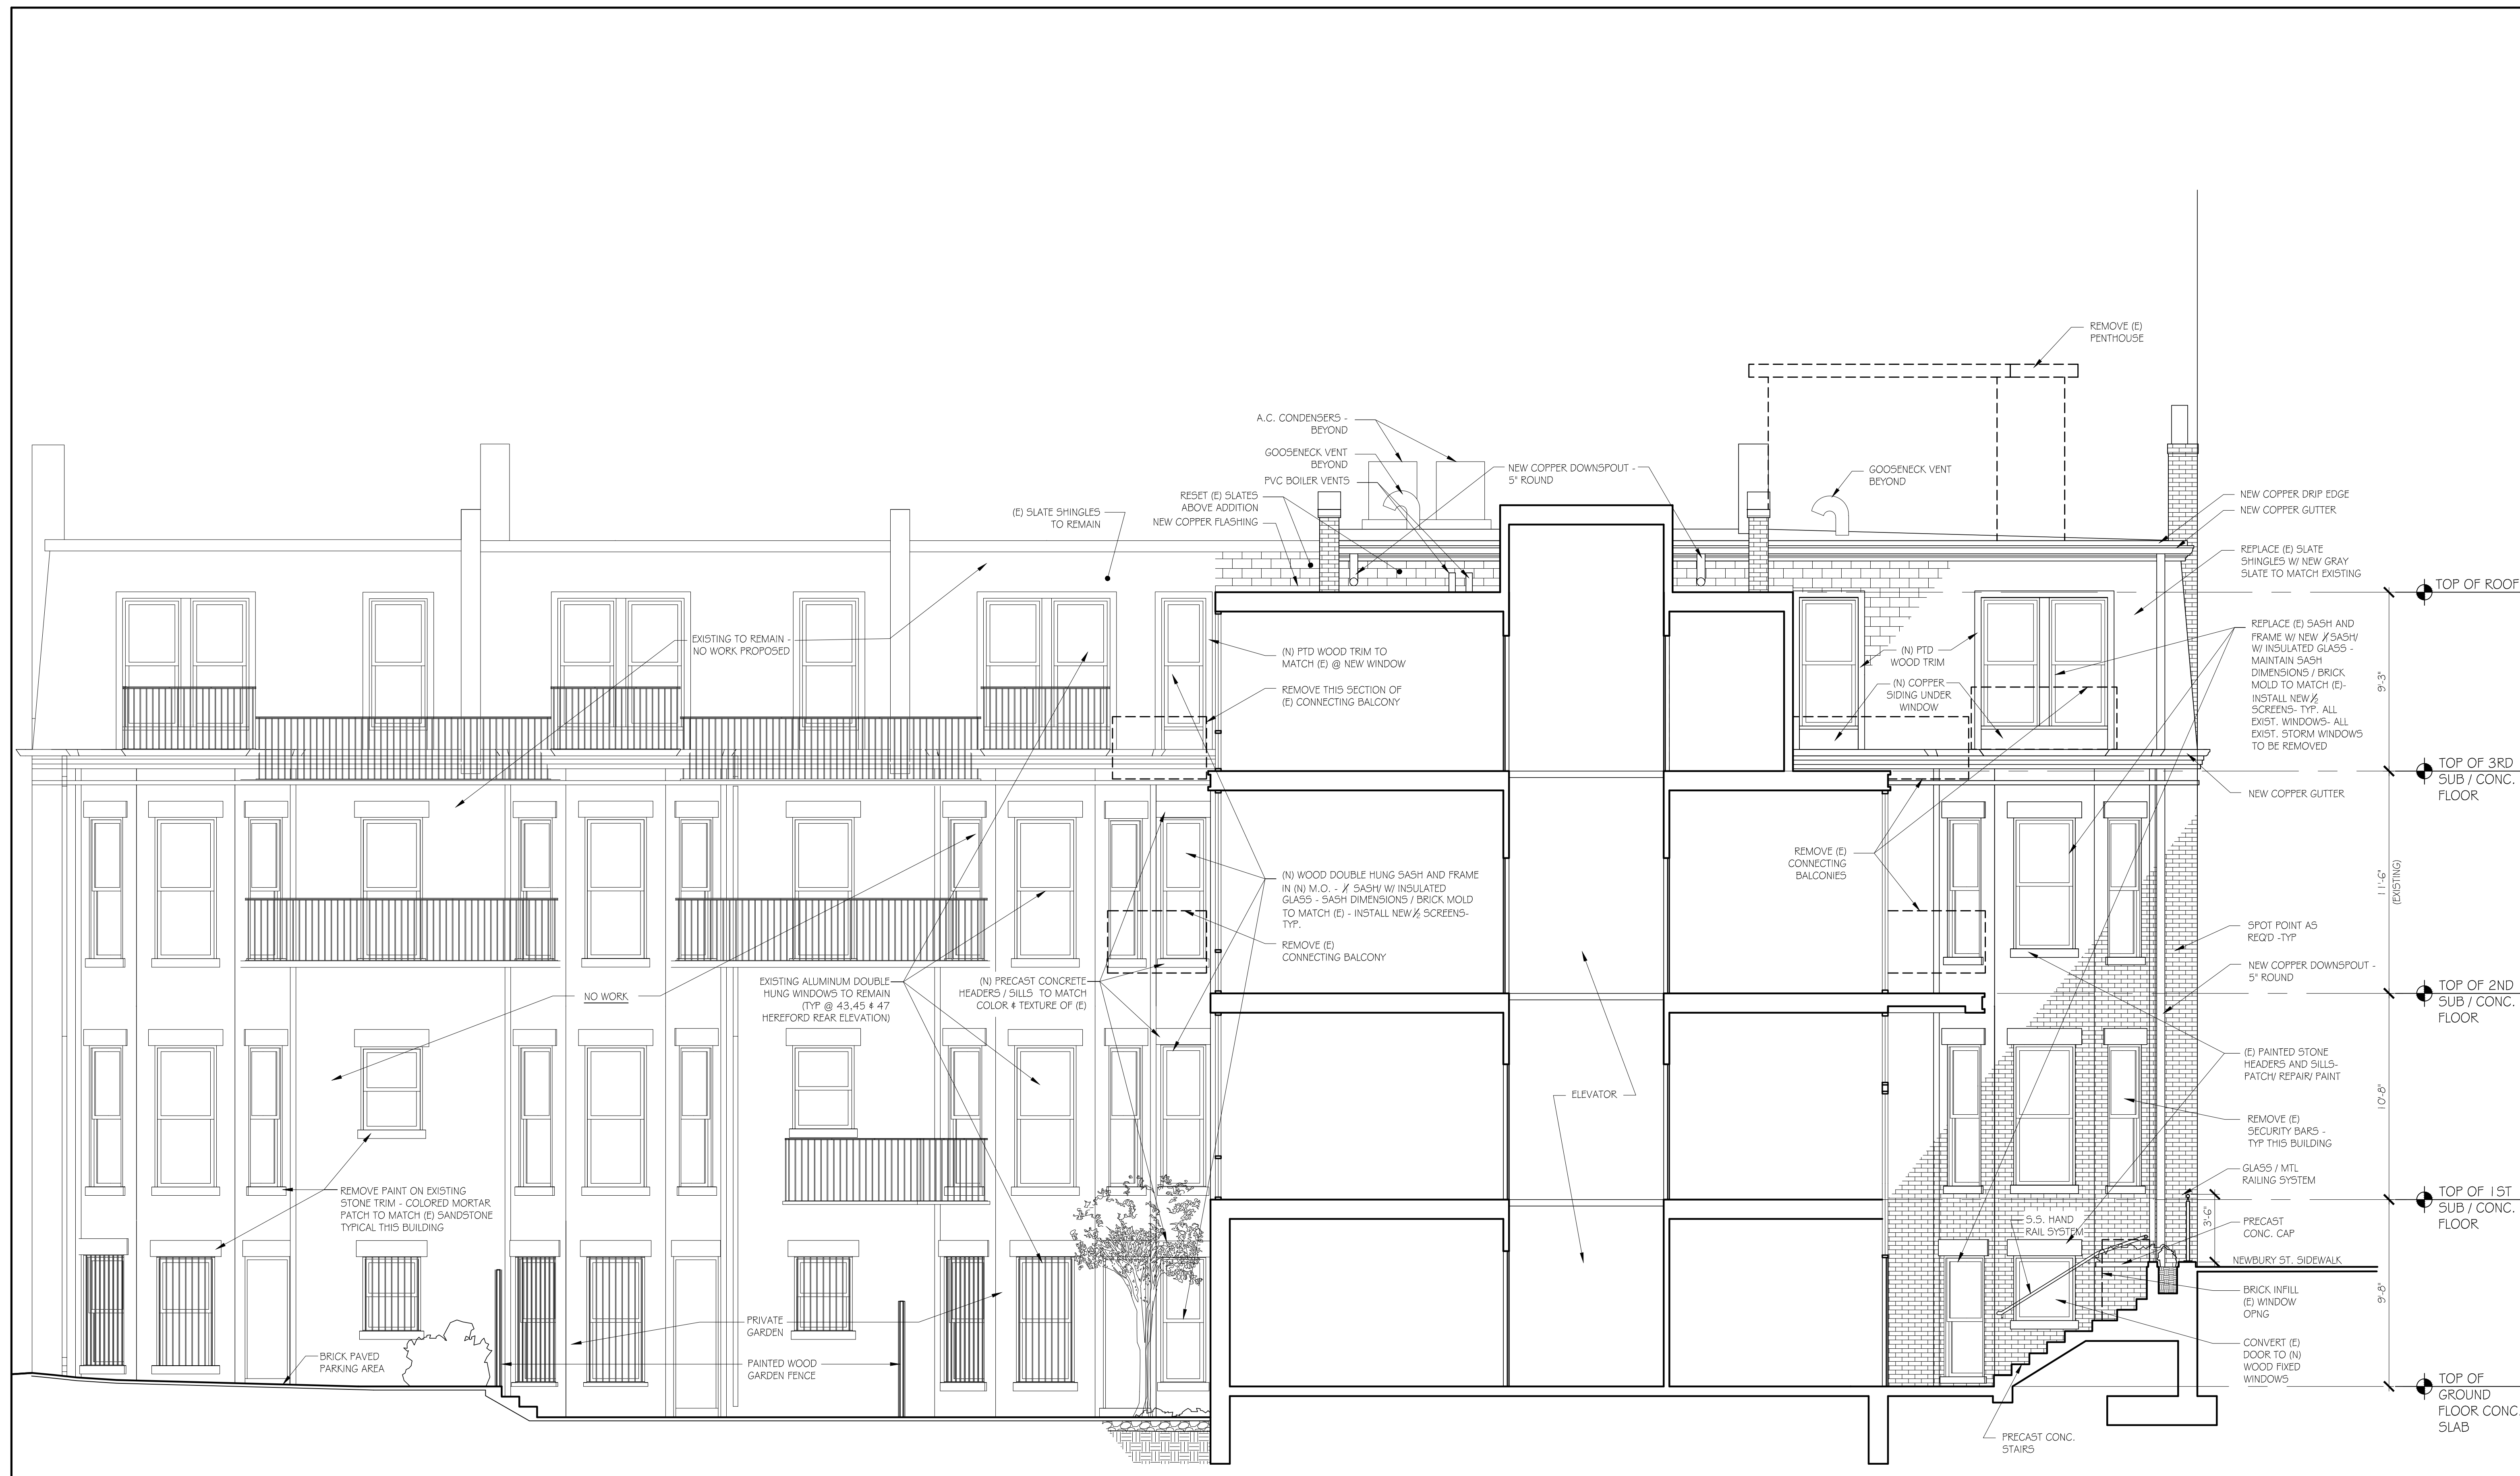 REMOVE (E)
PENTHOUSE
A.C. CONDENSERS -
BEYOND
GOOSENECK VENT
BEYOND
PVC BOILER VENTS
NEW COPPER DOWNSPOUT -
5" ROUND
GOOSENECK VENT
BEYOND
RESET (E) SLATES
ABOVE ADDITION
NEW COPPER FLASHING
(E) SLATE SHINGLES
TO REMAIN
NEW COPPER DRIP EDGE
NEW COPPER GUTTER
REPLACE (E) SLATE
SHINGLES W/ NEW GRAY
SLATE TO MATCH EXISTING
TOP OF ROOF
EXISTING TO REMAIN -
NO WORK PROPOSED
(N) PTD WOOD TRIM TO
MATCH (E) @ NEW WINDOW
REMOVE THIS SECTION OF
(E) CONNECTING BALCONY
(N) PTD
WOOD TRIM
(N) COPPER
SIDING UNDER
WINDOW
REPLACE (E) SASH AND
FRAME W/ NEW 1/1 SASH/
W/ INSULATED GLASS -
MAINTAIN SASH
DIMENSIONS / BRICK
MOLD TO MATCH (E)-
INSTALL NEW 1/2
SCREENS- TYP. ALL
EXIST. WINDOWS- ALL
EXIST. STORM WINDOWS
TO BE REMOVED
9'-3"
TOP OF 3RD
SUB / CONC.
FLOOR
NEW COPPER GUTTER
REMOVE (E)
CONNECTING
BALCONIES
(N) WOOD DOUBLE HUNG SASH AND FRAME
IN (N) M.O. - 1/1 SASH/ W/ INSULATED
GLASS - SASH DIMENSIONS / BRICK MOLD
TO MATCH (E) - INSTALL NEW 1/2 SCREENS-
TYP.
REMOVE (E)
CONNECTING BALCONY
11'-6"
(EXISTING)
SPOT POINT AS
REQ'D -TYP
NEW COPPER DOWNSPOUT -
5" ROUND
NO WORK
EXISTING ALUMINUM DOUBLE
HUNG WINDOWS TO REMAIN
(TYP @ 43,45 & 47
HEREFORD REAR ELEVATION)
(N) PRECAST CONCRETE
HEADERS / SILLS TO MATCH
COLOR & TEXTURE OF (E)
TOP OF 2ND
SUB / CONC.
FLOOR
ELEVATOR
(E) PAINTED STONE
HEADERS AND SILLS-
PATCH/ REPAIR/ PAINT
10'-8"
REMOVE (E)
SECURITY BARS -
TYP THIS BUILDING
GLASS / MTL
RAILING SYSTEM
REMOVE PAINT ON EXISTING
STONE TRIM - COLORED MORTAR
PATCH TO MATCH (E) SANDSTONE
TYPICAL THIS BUILDING
TOP OF 1ST
SUB / CONC.
FLOOR
S.S. HAND
RAIL SYSTEM
3'-6"
PRECAST
CONC. CAP
NEWBURY ST. SIDEWALK
BRICK INFILL
(E) WINDOW
OPNG
9'-8"
PRIVATE
GARDEN
CONVERT (E)
DOOR TO (N)
WOOD FIXED
WINDOWS
BRICK PAVED
PARKING AREA
PAINTED WOOD
GARDEN FENCE
TOP OF
GROUND
FLOOR CONC.
SLAB
PRECAST CONC.
STAIRS